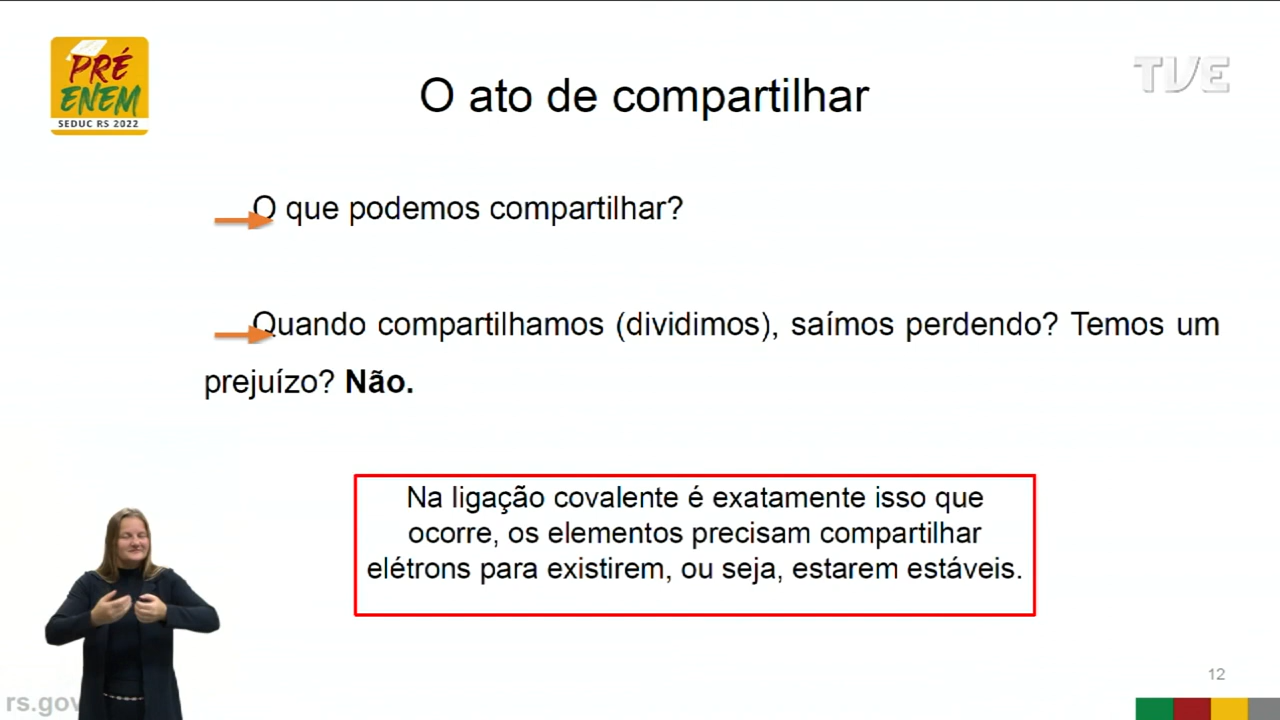 PRÉ
ENEM
SEDUC RS 2022
TVE
O ato de compartilhar
O que podemos compartilhar?
Quando compartilhamos (dividimos), saímos perdendo? Temos um
prejuízo? Não.
Na ligação covalente é exatamente isso que
ocorre, os elementos precisam compartilhar
elétrons para existirem, ou seja, estarem estáveis.
12
rs.gov